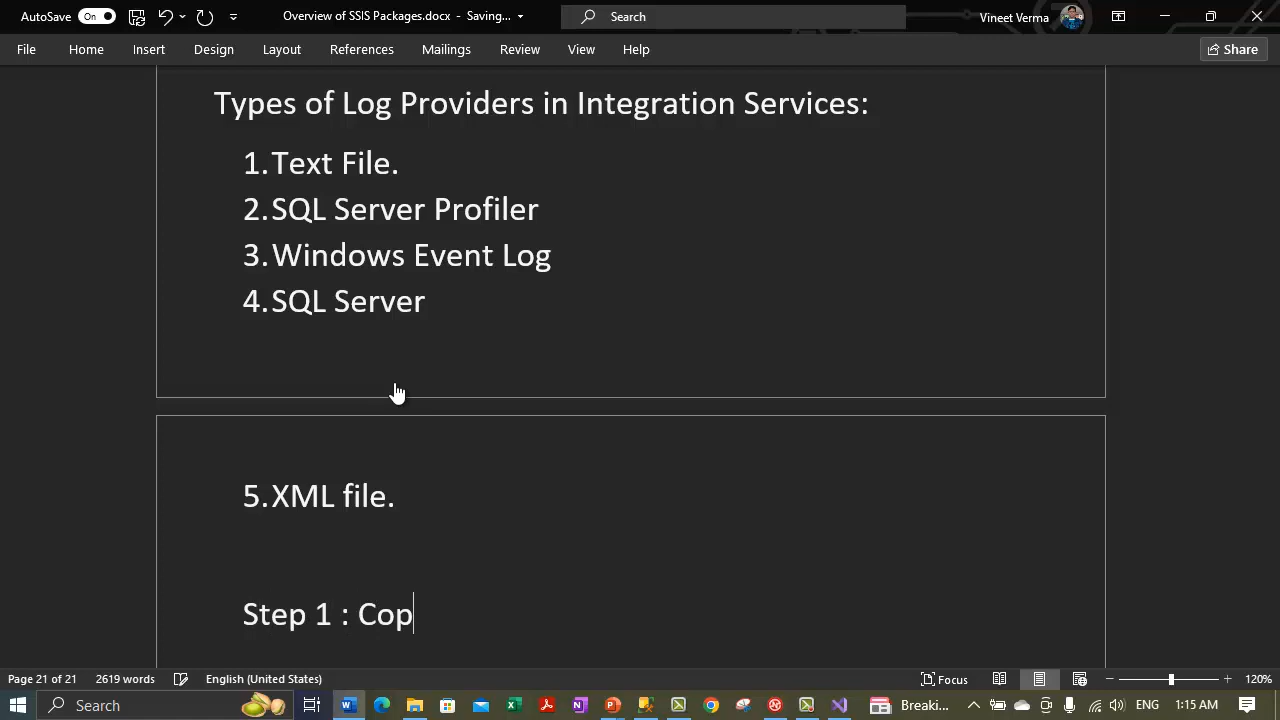 AutoSave On Overview of SSIS Packages.docx - Saving... Search Vineet Verma
File Home Insert Design Layout References Mailings Review View Help Share
Types of Log Providers in Integration Services:
1. Text File.
2. SQL Server Profiler
3. Windows Event Log
4. SQL Server
5. XML file.
Step 1 : Cop
Page 21 of 21 2619 words English (United States) Focus 120%
Search Breaki... ENG 1:15 AM